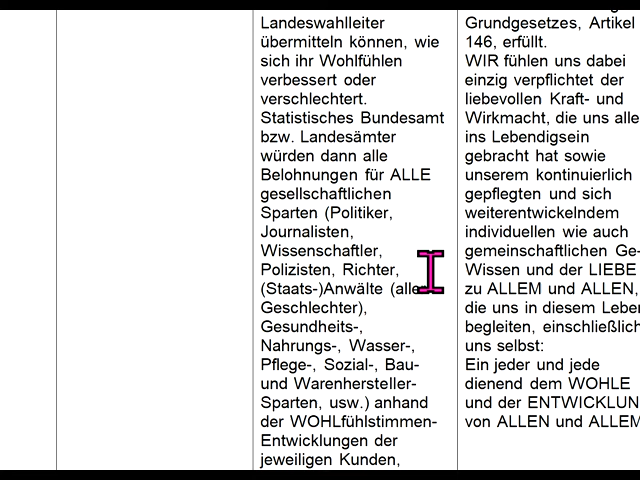 Landeswahlleiter
übermitteln können, wie
sich ihr Wohlfühlen
verbessert oder
verschlechtert.
Statistisches Bundesamt
bzw. Landesämter
würden dann alle
Belohnungen für ALLE
gesellschaftlichen
Sparten (Politiker,
Journalisten,
Wissenschaftler,
Polizisten, Richter,
(Staats-)Anwälte (aller
Geschlechter),
Gesundheits-,
Nahrungs-, Wasser-,
Pflege-, Sozial-, Bau-
und Warenhersteller-
Sparten, usw.) anhand
der WOHLfühlstimmen-
Entwicklungen der
jeweiligen Kunden,
Grundgesetzes, Artikel
146, erfüllt.
WIR fühlen uns dabei
einzig verpflichtet der
liebevollen Kraft- und
Wirkmacht, die uns alle
ins Lebendigsein
gebracht hat sowie
unserem kontinuierlich
gepflegten und sich
weiterentwickelndem
individuellen wie auch
gemeinschaftlichen Ge-
Wissen und der LIEBE
zu ALLEM und ALLEN,
die uns in diesem Leben
begleiten, einschließlich
uns selbst:
Ein jeder und jede
dienend dem WOHLE
und der ENTWICKLUN
von ALLEN und ALLEM